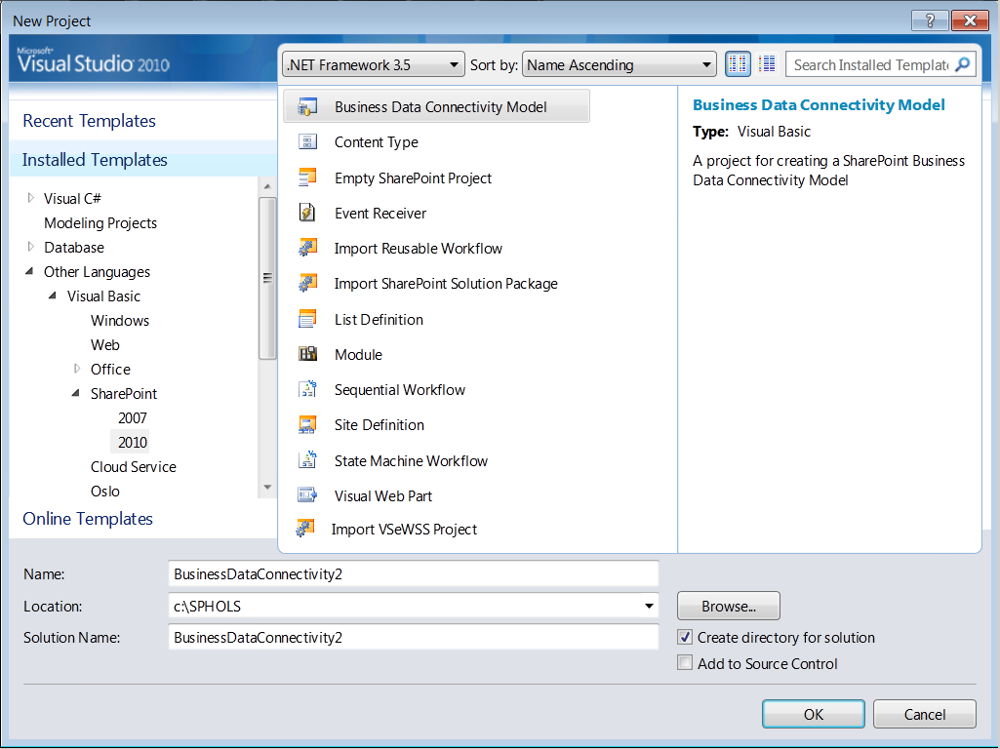 New Project
Microsoft®
Visual Studio 2010
.NET Framework 3.5
Sort by:
Name Ascending
Search Installed Template
Recent Templates
Installed Templates
Visual C#
Modeling Projects
Database
Other Languages
Visual Basic
Windows
Web
Office
SharePoint
2007
2010
Cloud Service
Oslo
Online Templates
Business Data Connectivity Model
Content Type
Empty SharePoint Project
Event Receiver
Import Reusable Workflow
Import SharePoint Solution Package
List Definition
Module
Sequential Workflow
Site Definition
State Machine Workflow
Visual Web Part
Import VSeWSS Project
Business Data Connectivity Model
Type: Visual Basic
A project for creating a SharePoint Business
Data Connectivity Model
Name: BusinessDataConnectivity2
Location: c:\SPHOLS
Browse...
Solution Name: BusinessDataConnectivity2
Create directory for solution
Add to Source Control
OK
Cancel